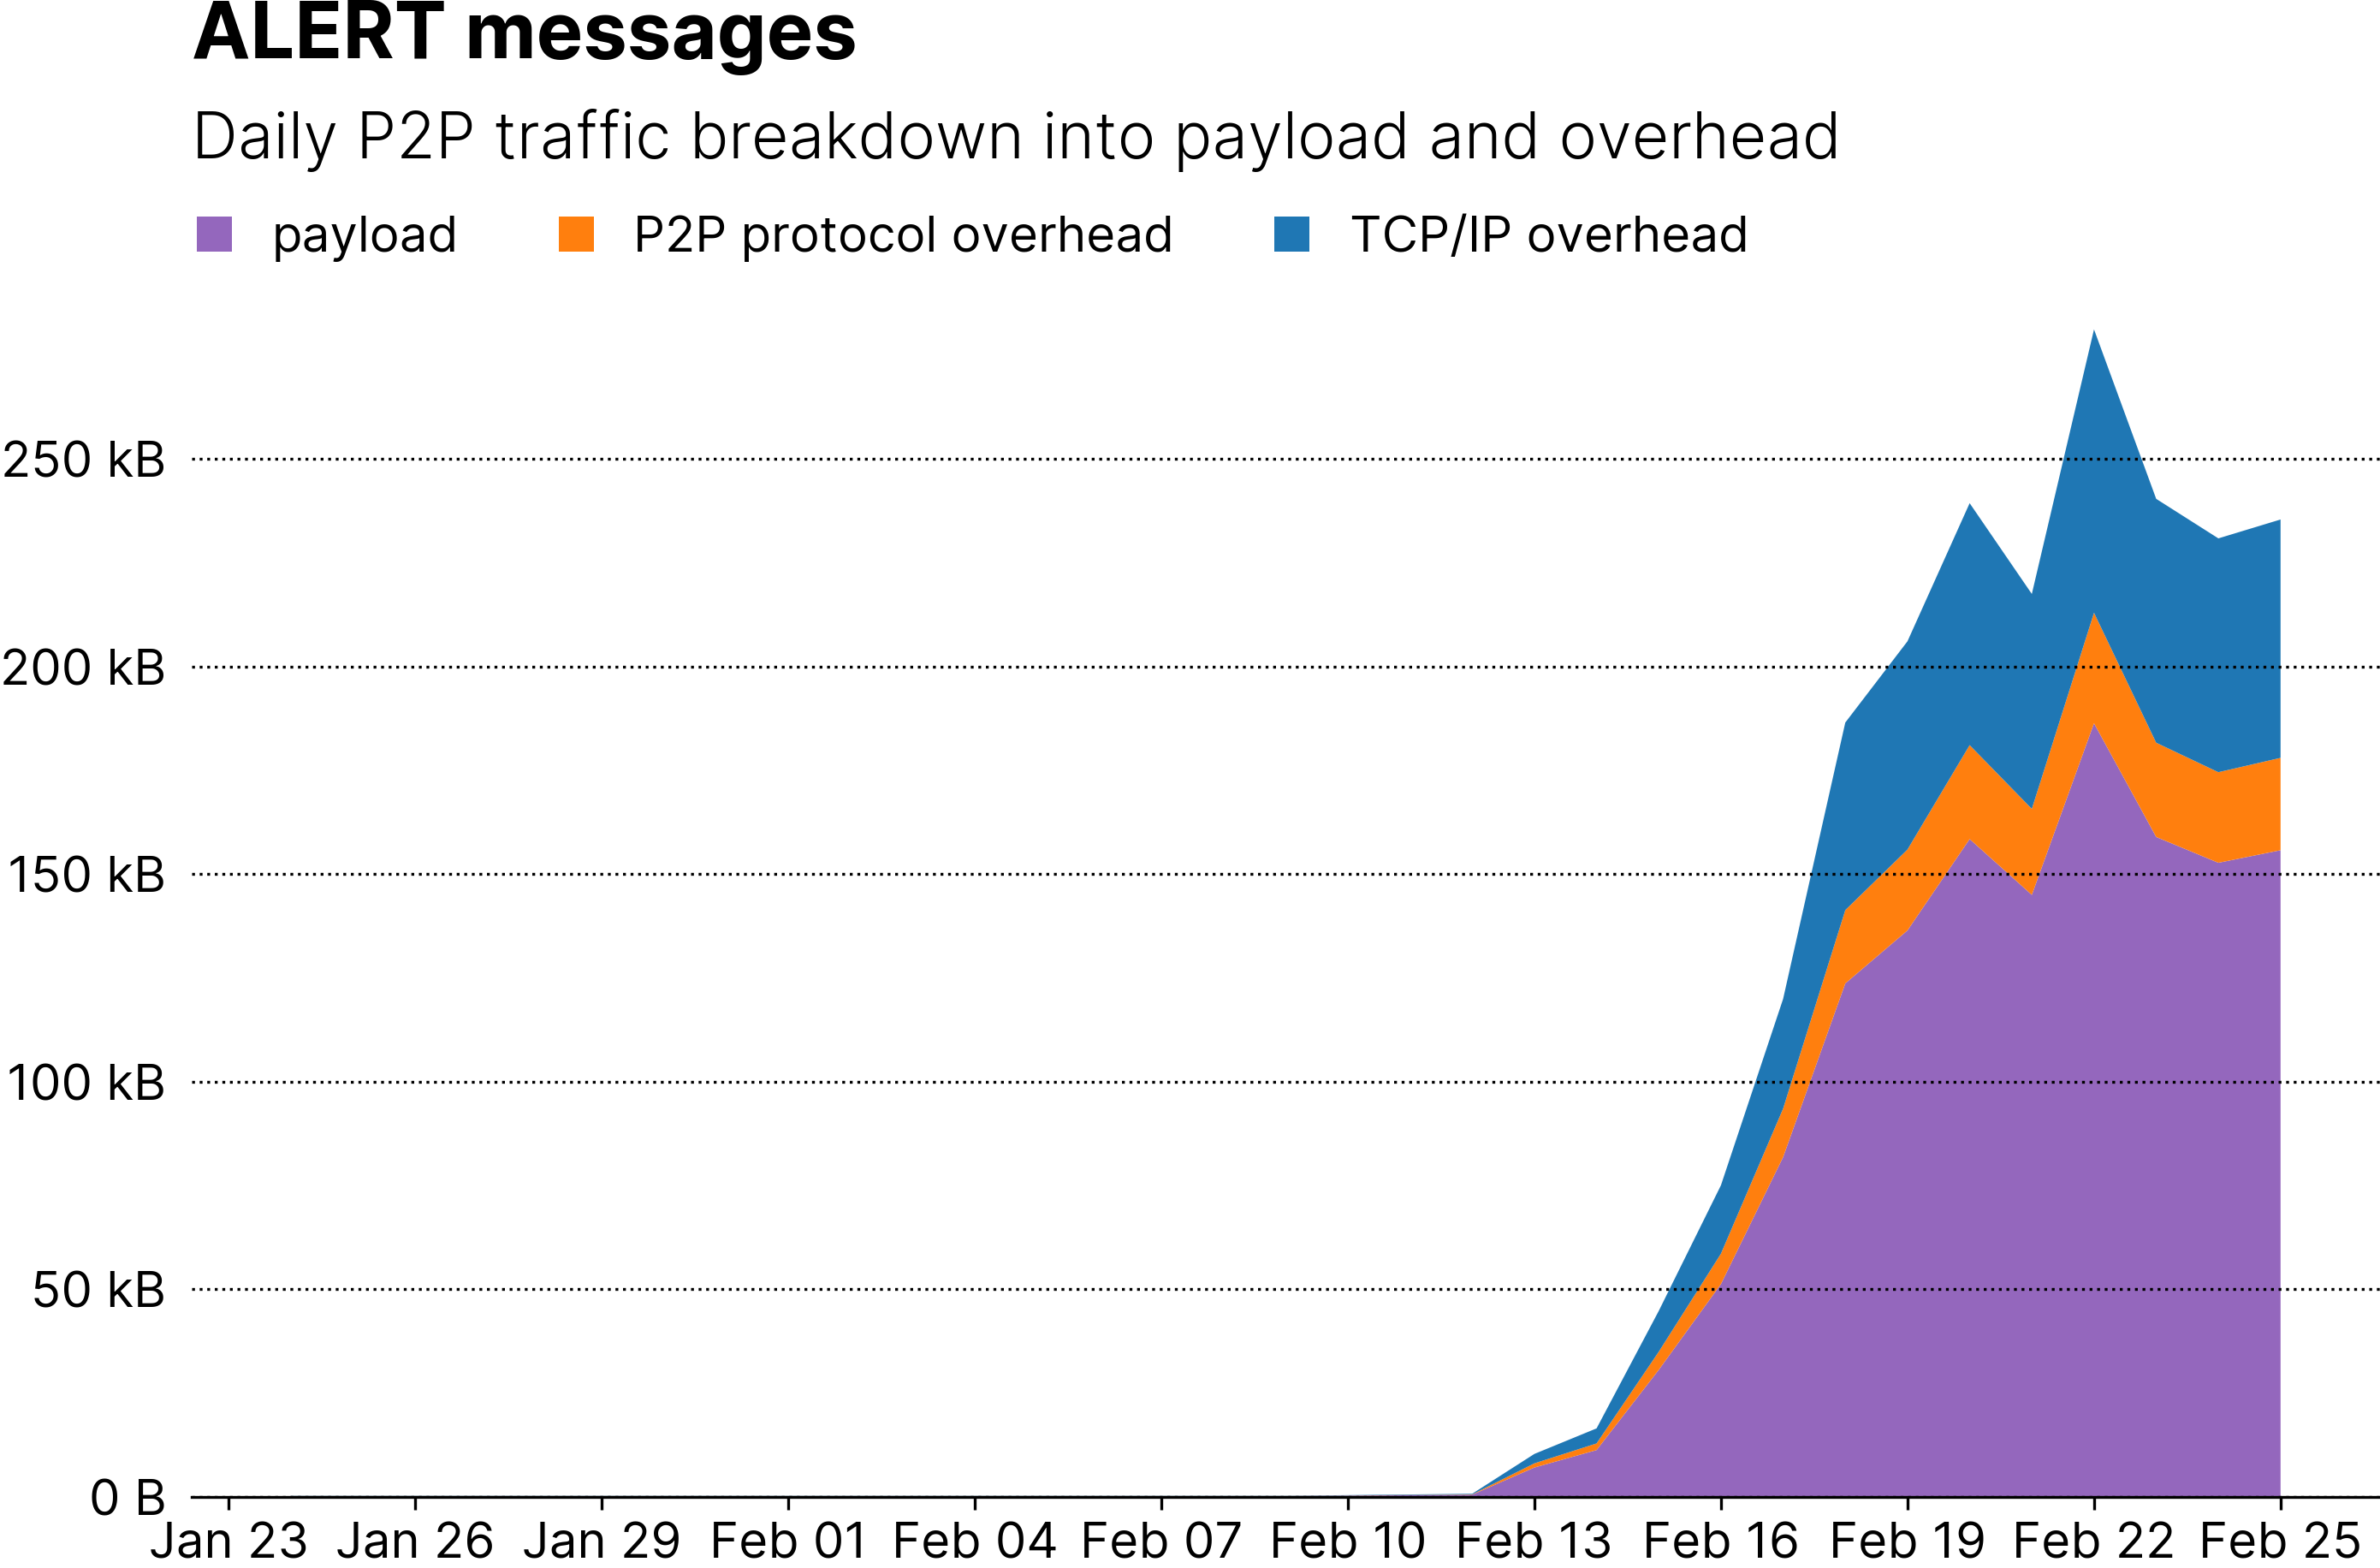 ALERT messages
Daily P2P traffic breakdown into payload and overhead
payload P2P protocol overhead TCP/IP overhead
250 kB
200 kB
150 kB
100 kB
50 kB
0 B
Jan 23 Jan 26 Jan 29 Feb 01 Feb 04 Feb 07 Feb 10 Feb 13 Feb 16 Feb 19 Feb 22 Feb 25